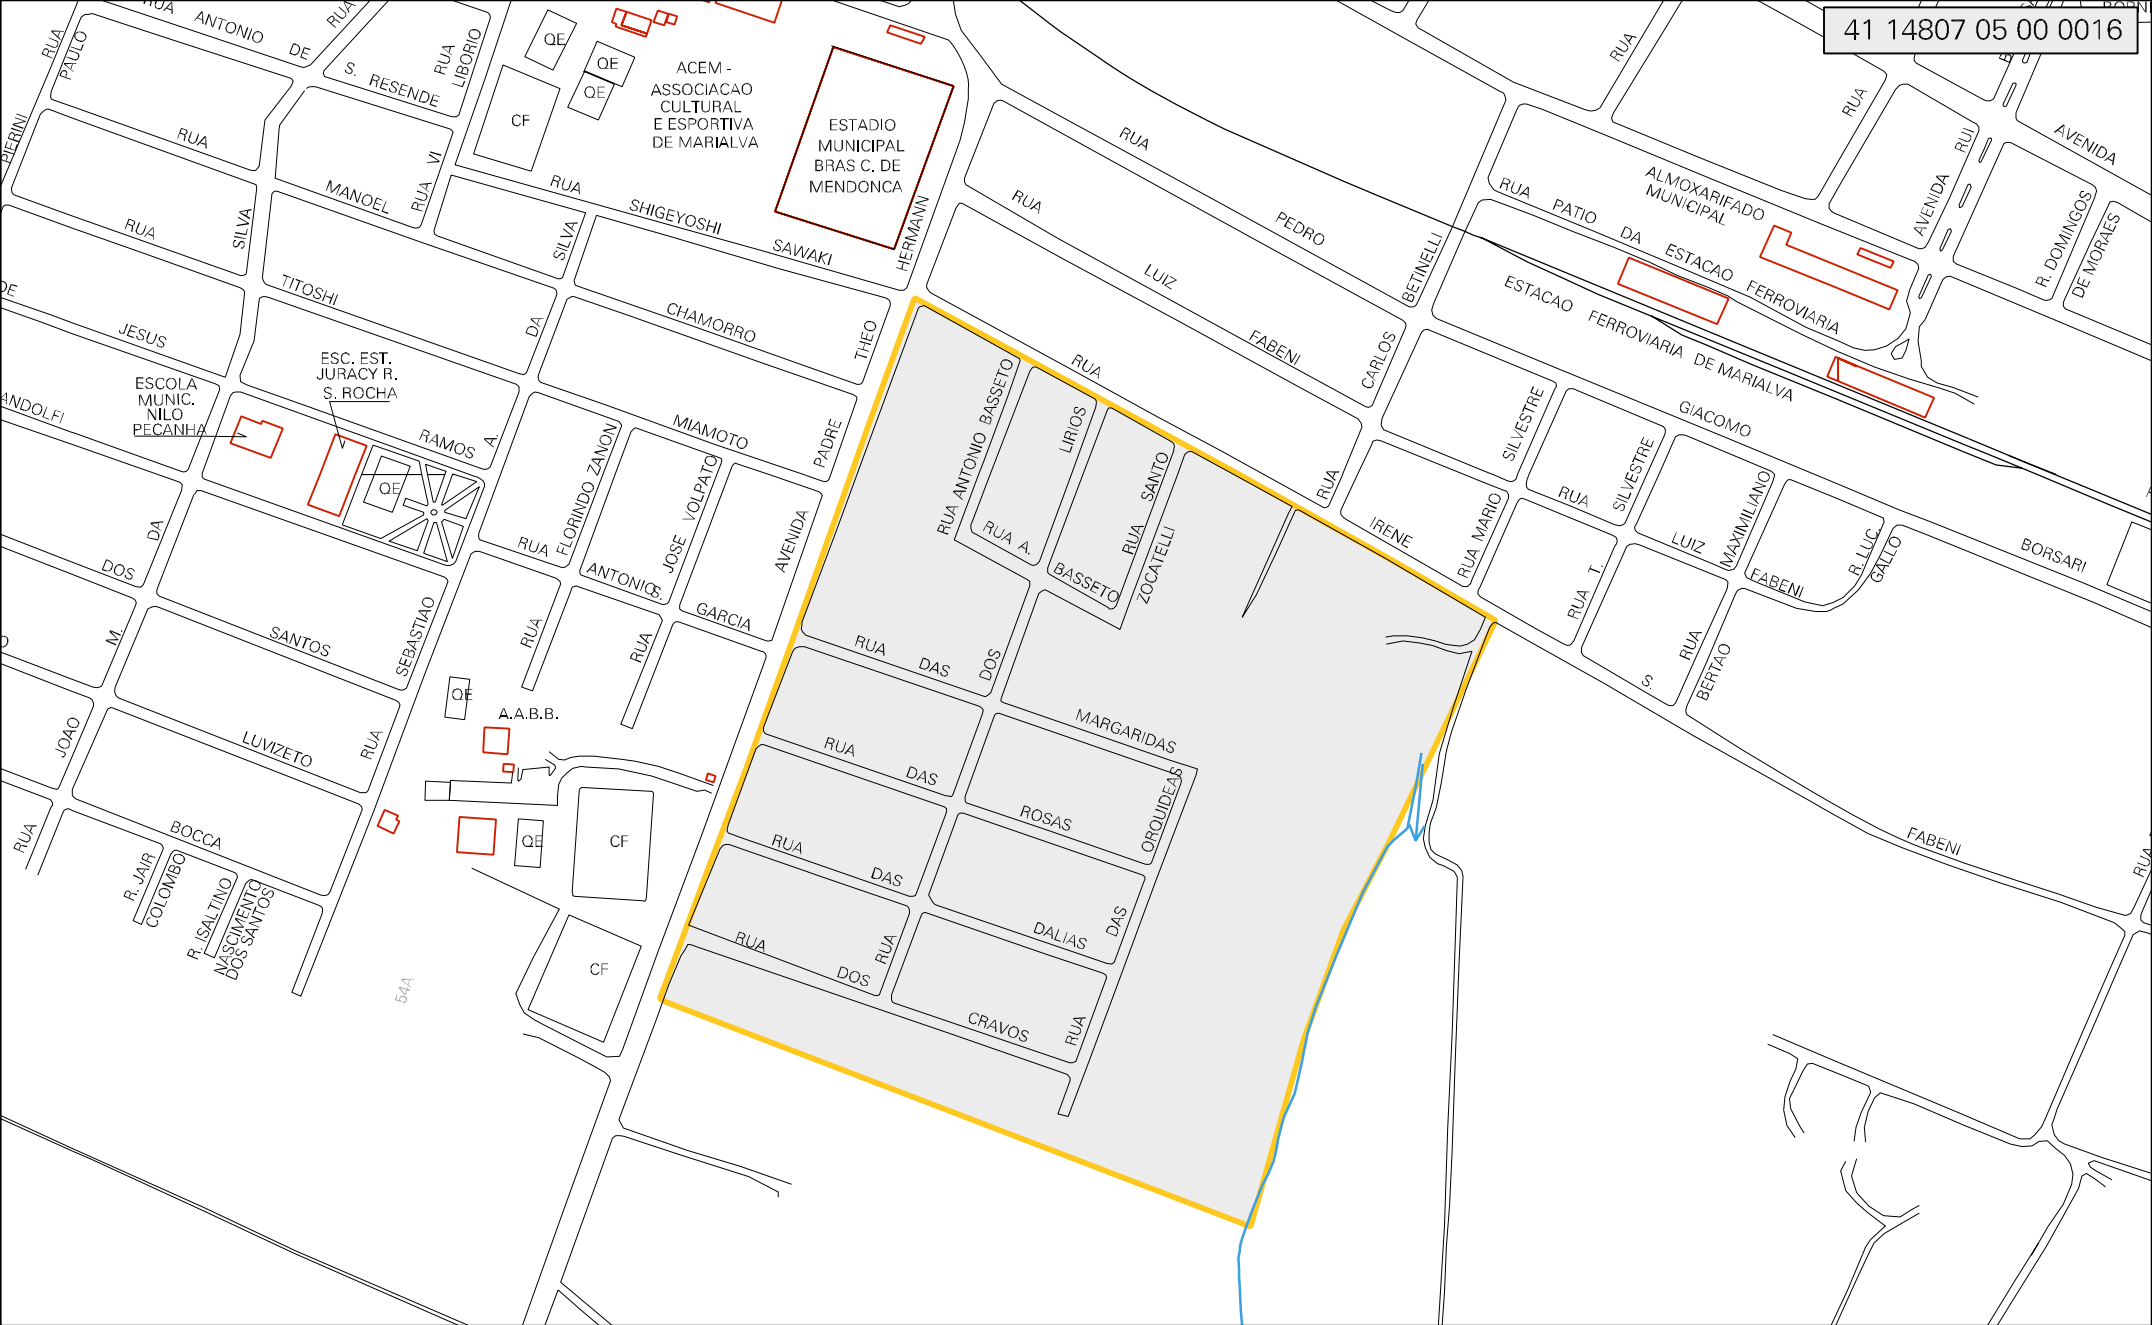 41 14807 05 00 0016
RUA
ANTONIO
DE
S. RESENDE
RUA
RUA
PAULO
PIERINI
RUA
LIBORIO
QE
QE
QE
CF
ACEM -
ASSOCIACAO
CULTURAL
E ESPORTIVA
DE MARIALVA
ESTADIO
MUNICIPAL
BRAS C. DE
MENDONCA
RUA
MANOEL
RUA
VI
RUA
SHIGEYOSHI
SAWAKI
HERMANN
RUA
PEDRO
RUA
LUIZ
FABENI
RUA
RUA
AVENIDA
RUI
AVENIDA
R. DOMINGOS
DE MORAES
ALMOXARIFADO
MUNICIPAL
RUA
PATIO
DA
ESTACAO
FERROVIARIA
ESTACAO
FERROVIARIA
DE MARIALVA
BETINELLI
CARLOS
RUA
RUA
TITOSHI
SILVA
SILVA
DA
CHAMORRO
THEO
DE
JESUS
ESC. EST.
JURACY R.
S. ROCHA
ESCOLA
MUNIC.
NILO
PECANHA
ANDOLFI
RAMOS
A.
QE
MIAMOTO
PADRE
RUA
RUA ANTONIO BASSETO
LIRIOS
SANTO
RUA
ZOCATELLI
RUA A.
BASSETO
GIACOMO
BORSARI
SILVESTRE
SILVESTRE
RUA
LUIZ
FABENI
MAXIMILIANO
R. LUC.
GALLO
IRENE
RUA MARIO
RUA T.
S.
RUA
BERTAO
FABENI
RUA
RUA
FLORINDO ZANON
JOSE VOLPATO
S.
ANTONIO
GARCIA
AVENIDA
RUA
RUA
DOS
SANTOS
DA
M.
JOAO
RUA
SEBASTIAO
RUA
LUVIZETO
BOCCA
R. JAIR
COLOMBO
R. ISALTINO
NASCIMENTO
DOS SANTOS
QE
A.A.B.B.
QE
CF
CF
54A
RUA
DAS
MARGARIDAS
DOS
RUA
DAS
ROSAS
ORQUIDEAS
RUA
DAS
DALIAS
DAS
RUA
RUA
DOS
CRAVOS
RUA